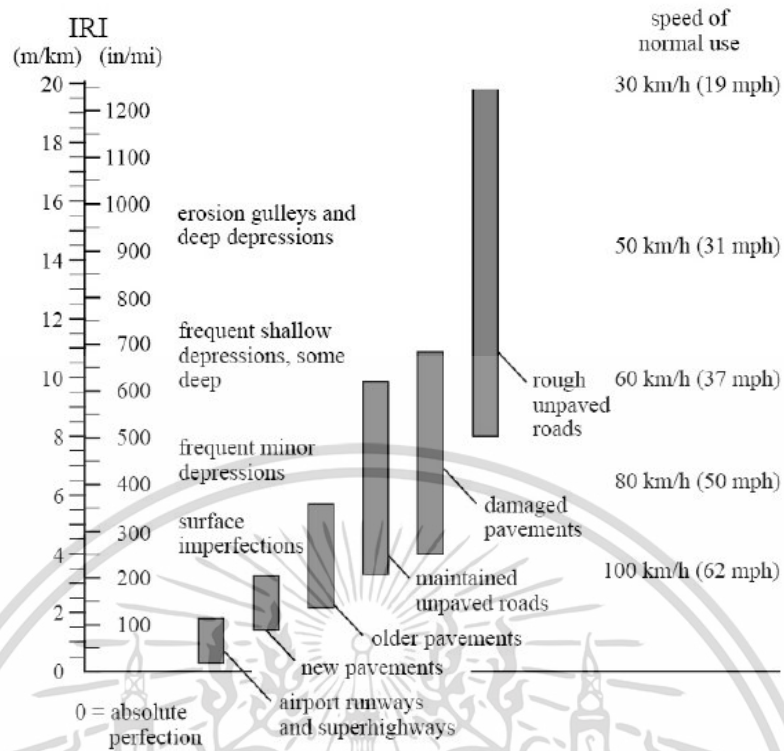 IRI
(m/km) (in/mi)
speed of
normal use
20
18
16
14
12
10
8
6
4
2
0
1200
1100
1000
900
800
700
600
500
400
300
200
100
erosion gulleys and
deep depressions
frequent shallow
depressions, some
deep
frequent minor
depressions
surface
imperfections
rough
unpaved
roads
damaged
pavements
maintained
unpaved roads
older pavements
new pavements
airport runways
and superhighways
0 = absolute
perfection
30 km/h (19 mph)
50 km/h (31 mph)
60 km/h (37 mph)
80 km/h (50 mph)
100 km/h (62 mph)